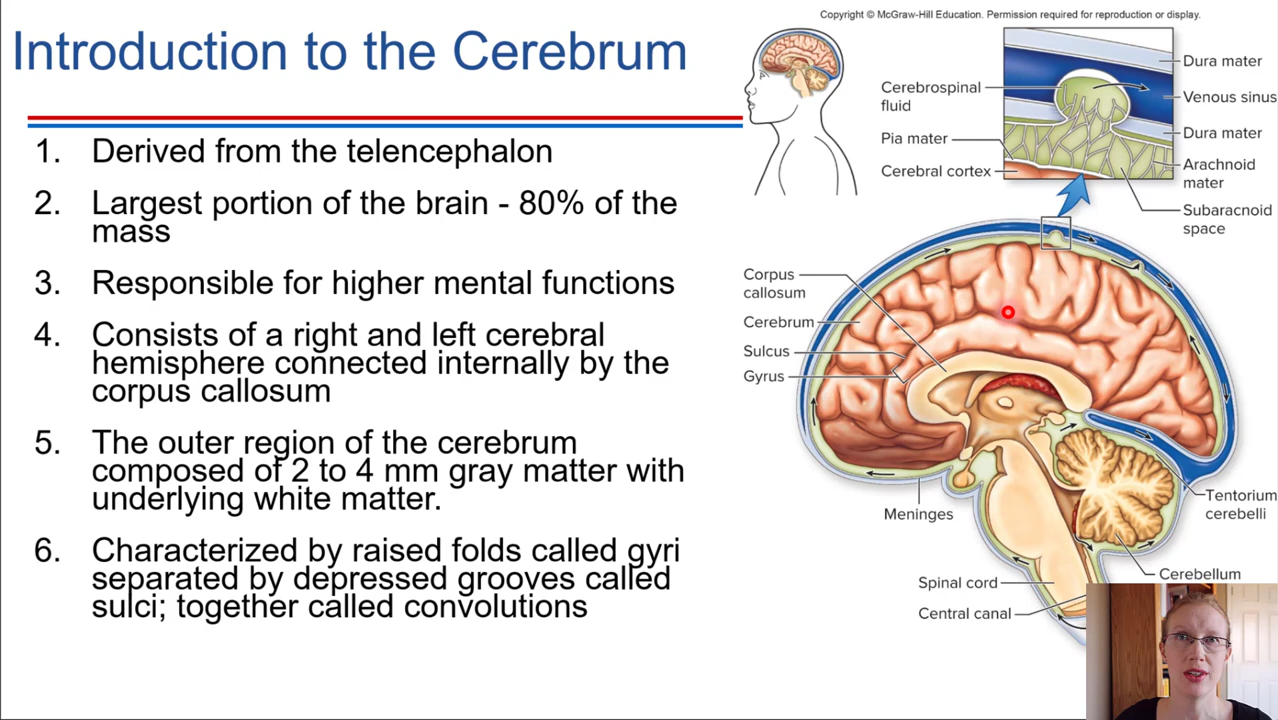 Copyright © McGraw-Hill Education. Permission required for reproduction or display.
Introduction to the Cerebrum
1. Derived from the telencephalon
2. Largest portion of the brain - 80% of the
mass
3. Responsible for higher mental functions
4. Consists of a right and left cerebral
hemisphere connected internally by the
corpus callosum
5. The outer region of the cerebrum
composed of 2 to 4 mm gray matter with
underlying white matter.
6. Characterized by raised folds called gyri
separated by depressed grooves called
sulci; together called convolutions
Cerebrospinal
fluid
Pia mater
Cerebral cortex
Dura mater
Venous sinus
Dura mater
Arachnoid
mater
Subaracnoid
space
Corpus
callosum
Cerebrum
Sulcus
Gyrus
Meninges
Tentorium
cerebelli
Cerebellum
Spinal cord
Central canal